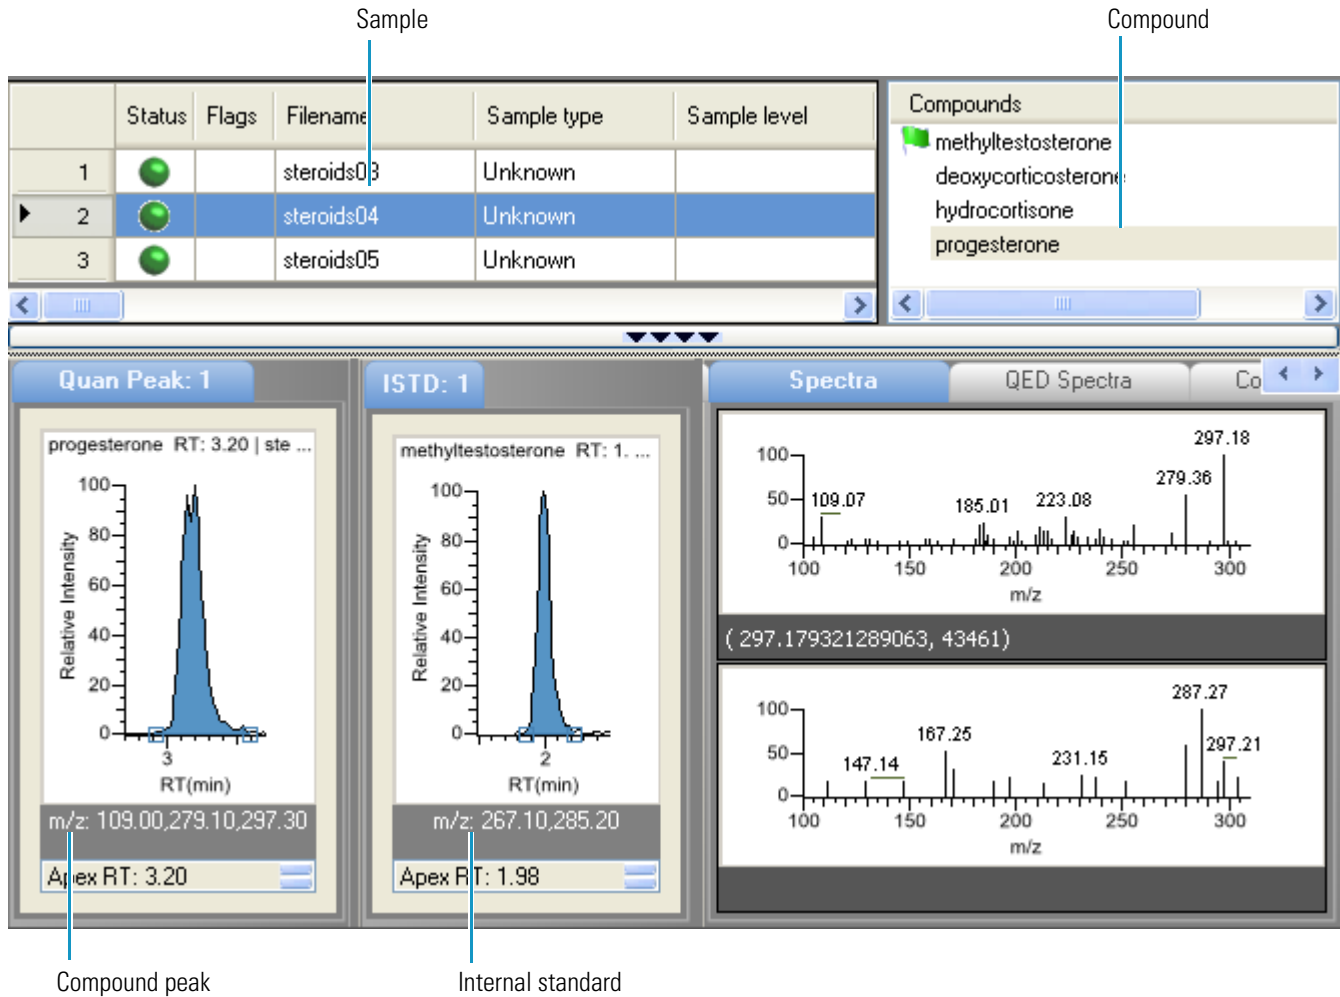 Sample
Compound
Status Flags Filename Sample type Sample level
1 steroids03 Unknown
2 steroids04 Unknown
3 steroids05 Unknown
Compounds
methyltestosterone
deoxycorticosterone
hydrocortisone
progesterone
Quan Peak: 1
progesterone RT: 3.20 | ste ...
100
80
60
40
20
0
Relative Intensity
3
RT(min)
m/z: 109.00,279.10,297.30
Apex RT: 3.20
ISTD: 1
methyltestosterone RT: 1. ...
100
80
60
40
20
0
Relative Intensity
2
RT(min)
m/z: 267.10,285.20
Apex RT: 1.98
Spectra QED Spectra Co
297.18
279.36
109.07 185.01 223.08
100
50
0
100 150 200 250 300
m/z
( 297.179321289063, 43461)
287.27
167.25 297.21
147.14 231.15
100
50
0
100 150 200 250 300
m/z
Compound peak
Internal standard